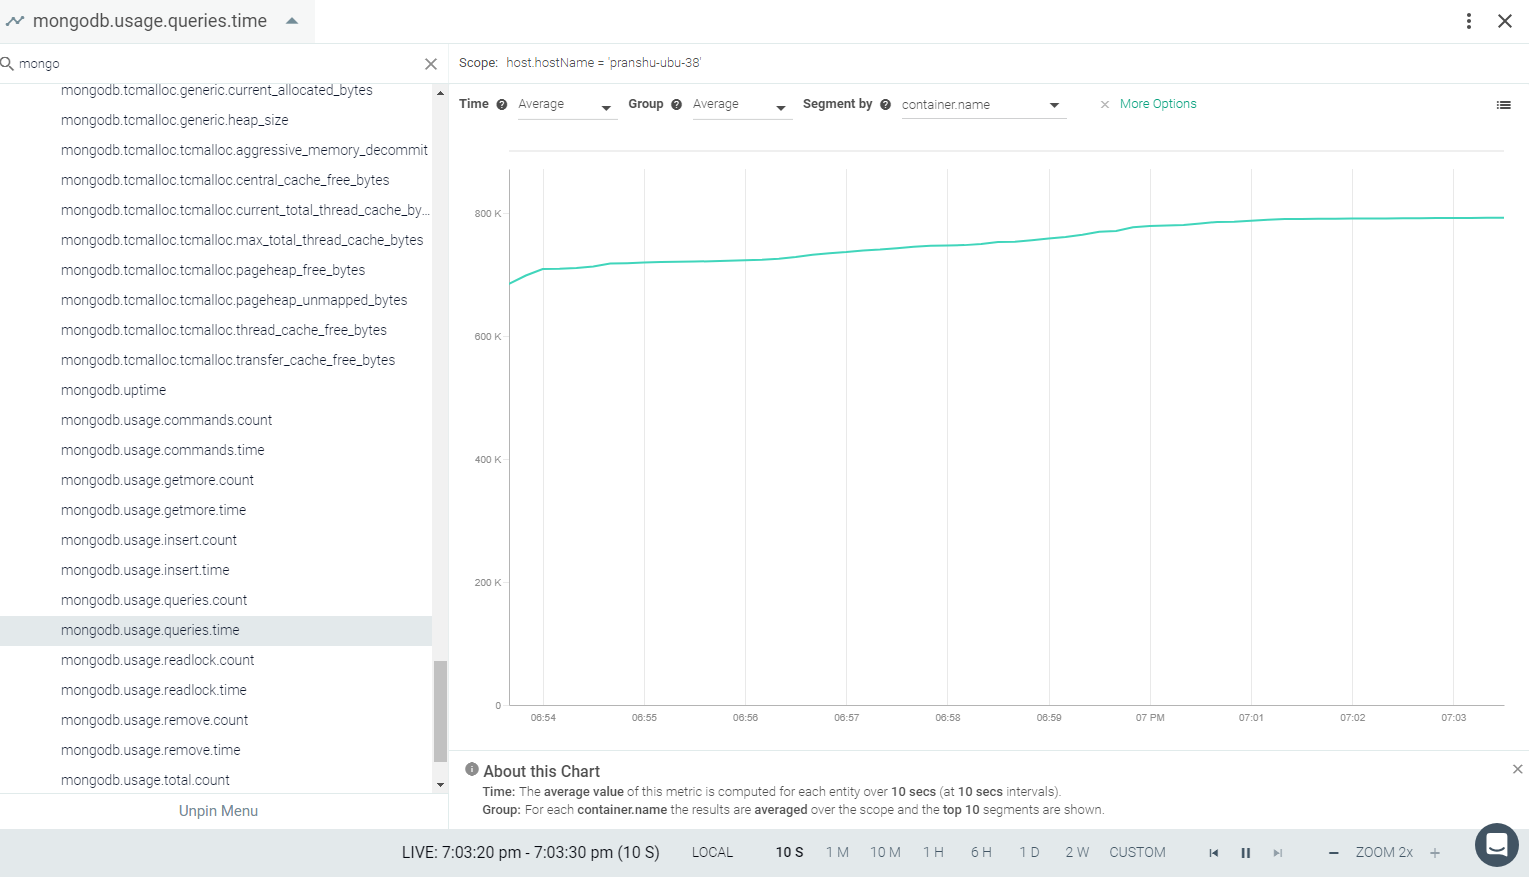 mongodb.usage.queries.time
mongo
mongodb.tcmalloc.generic.current_allocated_bytes
mongodb.tcmalloc.generic.heap_size
mongodb.tcmalloc.tcmalloc.aggressive_memory_decommit
mongodb.tcmalloc.tcmalloc.central_cache_free_bytes
mongodb.tcmalloc.tcmalloc.current_total_thread_cache_by...
mongodb.tcmalloc.tcmalloc.max_total_thread_cache_bytes
mongodb.tcmalloc.tcmalloc.pageheap_free_bytes
mongodb.tcmalloc.tcmalloc.pageheap_unmapped_bytes
mongodb.tcmalloc.tcmalloc.thread_cache_free_bytes
mongodb.tcmalloc.tcmalloc.transfer_cache_free_bytes
mongodb.uptime
mongodb.usage.commands.count
mongodb.usage.commands.time
mongodb.usage.getmore.count
mongodb.usage.getmore.time
mongodb.usage.insert.count
mongodb.usage.insert.time
mongodb.usage.queries.count
mongodb.usage.queries.time
mongodb.usage.readlock.count
mongodb.usage.readlock.time
mongodb.usage.remove.count
mongodb.usage.remove.time
mongodb.usage.total.count
Unpin Menu
Scope: host.hostName = 'pranshu-ubu-38'
Time ? Average Group ? Average Segment by ? container.name × More Options
800 K
600 K
400 K
200 K
0
06:54 06:55 06:56 06:57 06:58 06:59 07 PM 07:01 07:02 07:03
About this Chart
Time: The average value of this metric is computed for each entity over 10 secs (at 10 secs intervals).
Group: For each container.name the results are averaged over the scope and the top 10 segments are shown.
LIVE: 7:03:20 pm - 7:03:30 pm (10 S) LOCAL 10 S 1 M 10 M 1 H 6 H 1 D 2 W CUSTOM ZOOM 2x